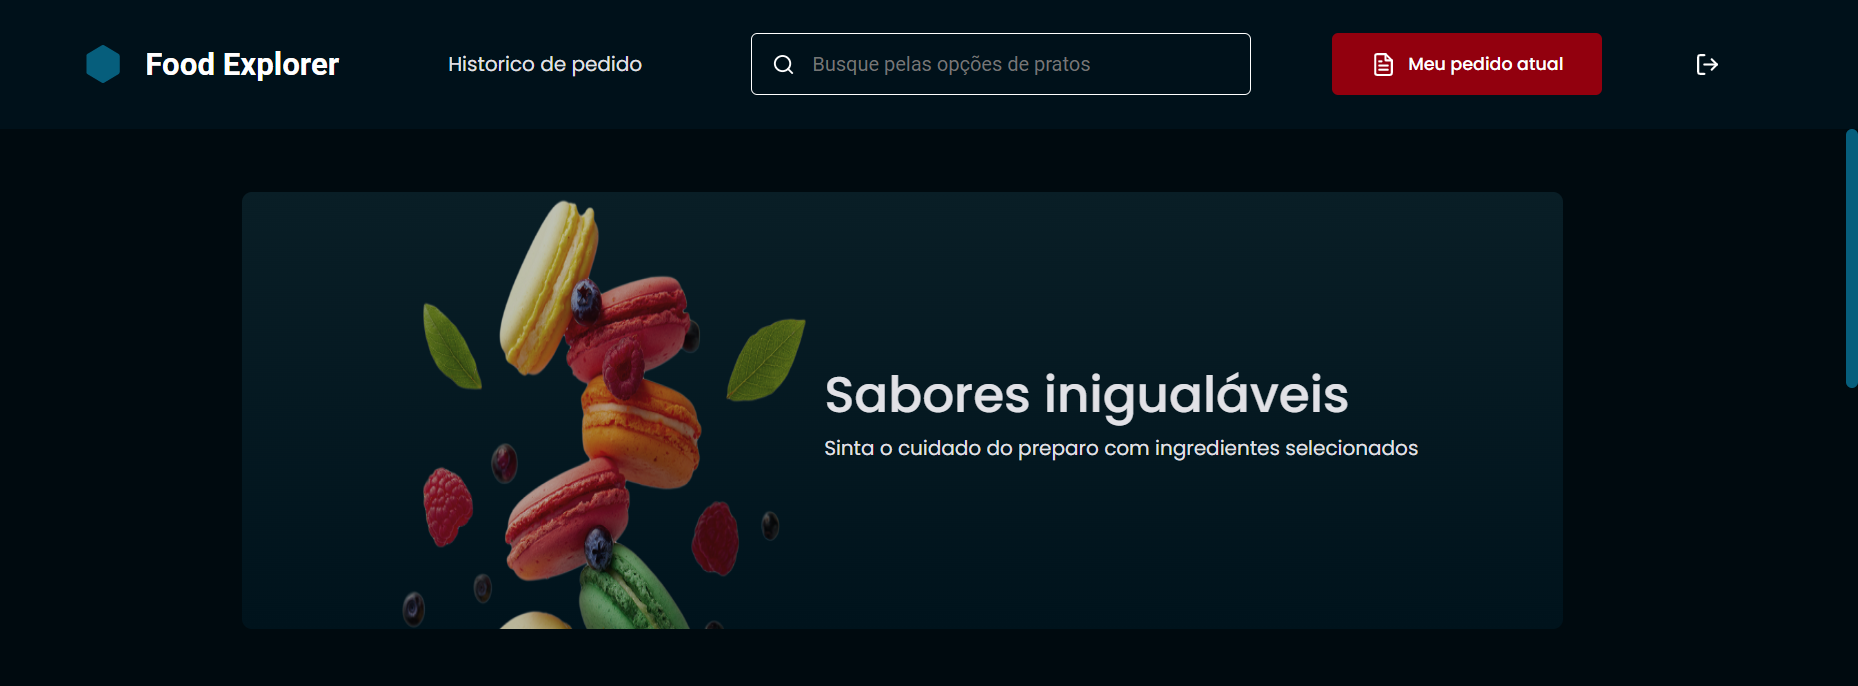 Food Explorer
Historico de pedido
Busque pelas opções de pratos
Meu pedido atual
Sabores inigualáveis
Sinta o cuidado do preparo com ingredientes selecionados